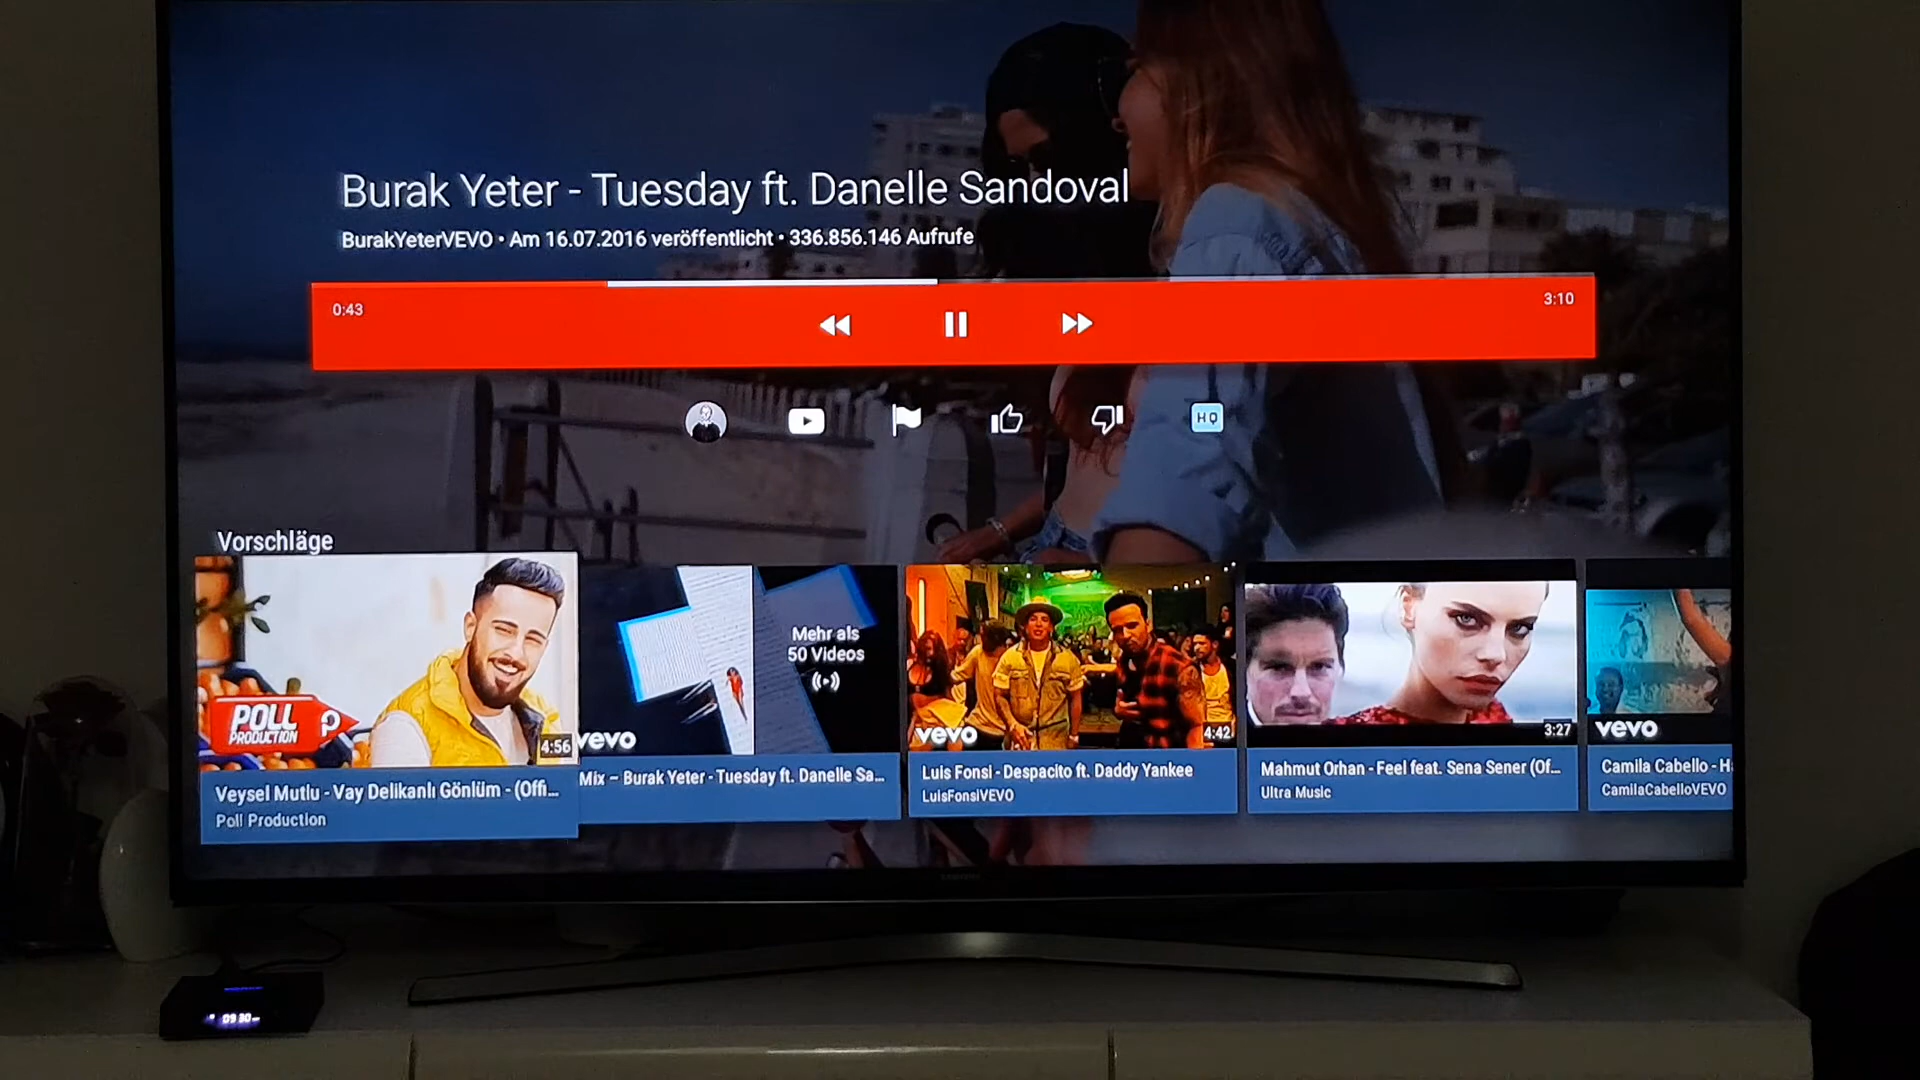 Burak Yeter - Tuesday ft. Danelle Sandoval
BurakYeterVEVO • Am 16.07.2016 veröffentlicht • 336.856.146 Aufrufe
0:43
3:10
HQ
Vorschläge
POLL
PRODUCTION
4:56
Veysel Mutlu - Vay Delikanlı Gönlüm - (Offi...
Poll Production
Mehr als
50 Videos
vevo
Mix – Burak Yeter - Tuesday ft. Danelle Sa...
vevo
4:42
Luis Fonsi - Despacito ft. Daddy Yankee
LuisFonsiVEVO
3:27
Mahmut Orhan - Feel feat. Sena Sener (Of...
Ultra Music
vevo
Camila Cabello - H
CamilaCabelloVEVO
SAMSUNG
09 30